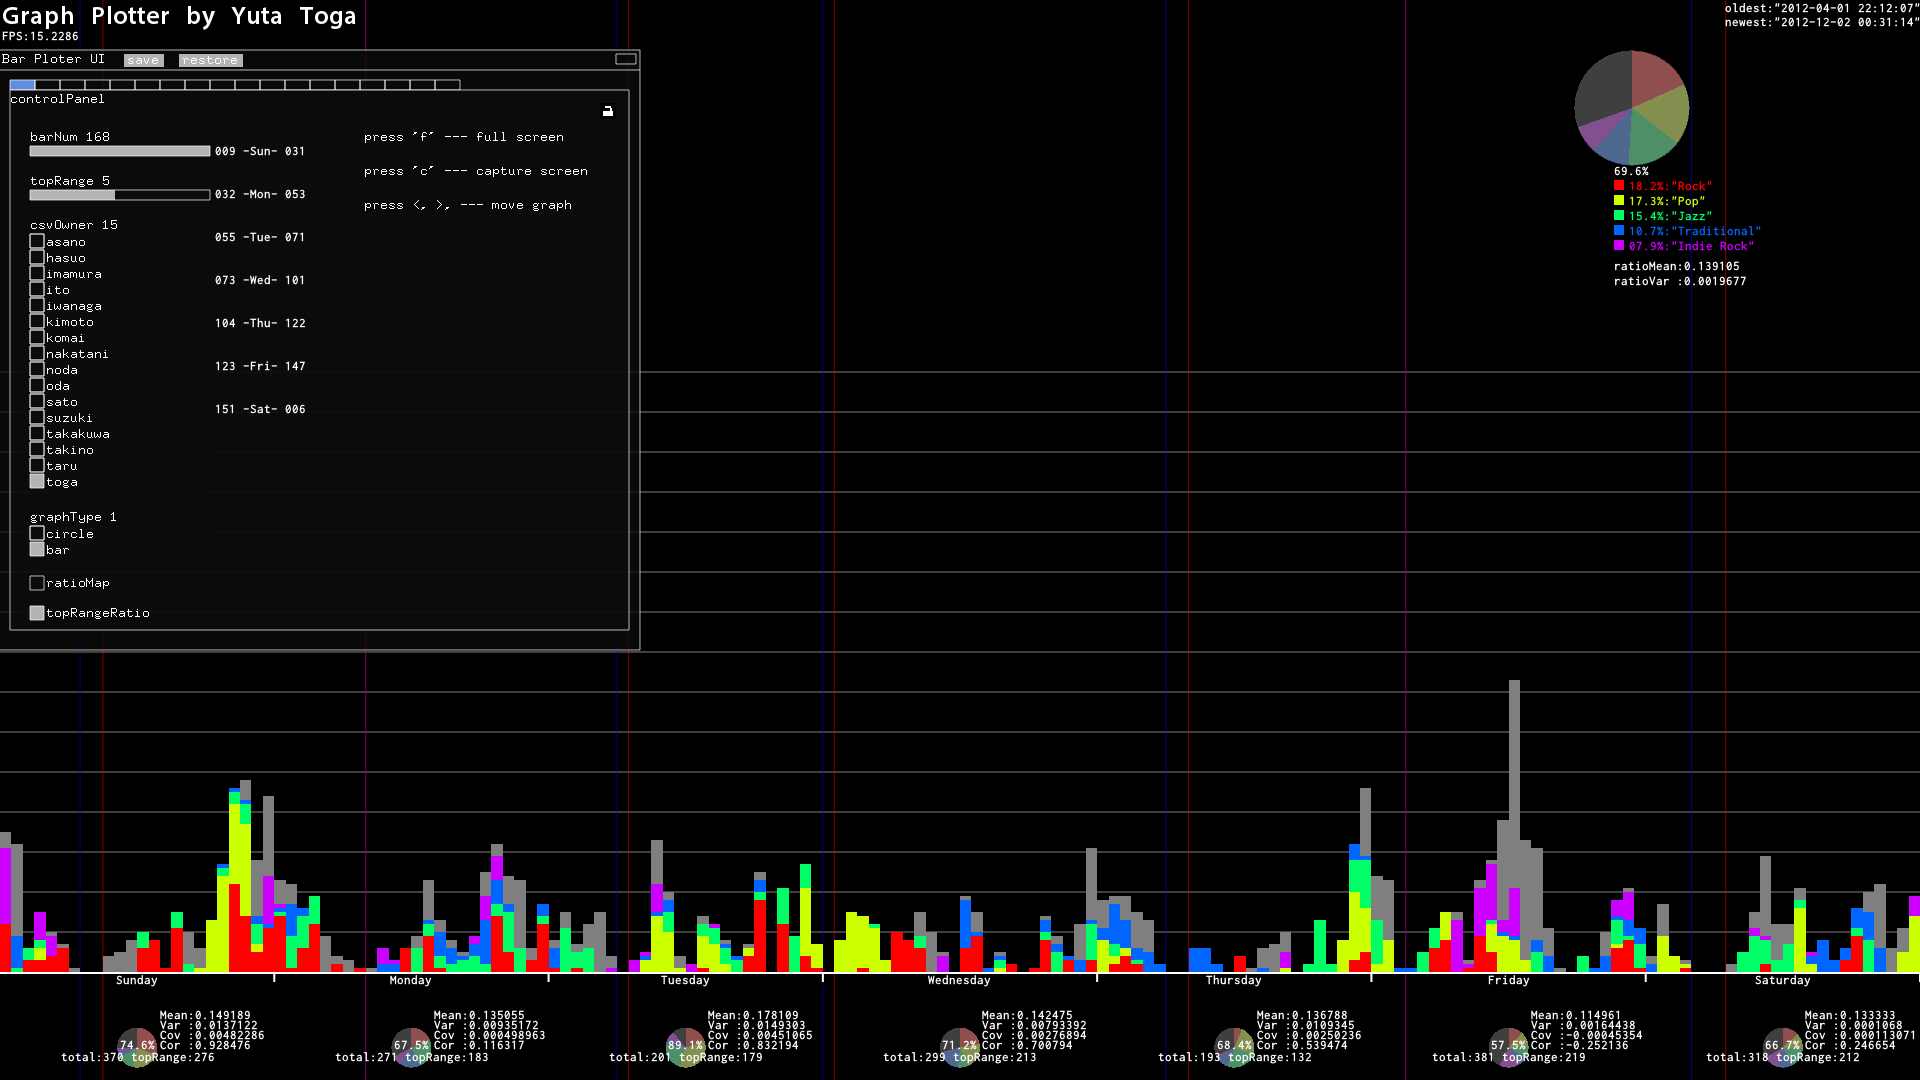 Graph Plotter by Yuta Toga
FPS:15.2286
oldest:"2012-04-01 22:12:07"
newest:"2012-12-02 00:31:14"
Bar Ploter UI save restore
controlPanel
barNum 168
009 -Sun- 031
topRange 5
032 -Mon- 053
csvOwner 15
055 -Tue- 071
073 -Wed- 101
104 -Thu- 122
123 -Fri- 147
151 -Sat- 006
asano
hasuo
imamura
ito
iwanaga
kimoto
komai
nakatani
noda
oda
sato
suzuki
takakuwa
takino
taru
toga
graphType 1
circle
bar
ratioMap
topRangeRatio
press 'f' --- full screen
press 'c' --- capture screen
press <, >, --- move graph
69.6%
18.2%:"Rock"
17.3%:"Pop"
15.4%:"Jazz"
10.7%:"Traditional"
07.9%:"Indie Rock"
ratioMean:0.139105
ratioVar :0.0019677
Sunday
Monday
Tuesday
Wednesday
Thursday
Friday
Saturday
Mean:0.149189
Var :0.0137122
Cov :0.00482286
Cor :0.928476
74.6%
total:370 topRange:276
Mean:0.135055
Var :0.00935172
Cov :0.000498963
Cor :0.116317
67.5%
total:271 topRange:183
Mean:0.178109
Var :0.0149303
Cov :0.00451065
Cor :0.832194
89.1%
total:201 topRange:179
Mean:0.142475
Var :0.00793392
Cov :0.00276894
Cor :0.700794
71.2%
total:299 topRange:213
Mean:0.136788
Var :0.0109345
Cov :0.00250236
Cor :0.539474
68.4%
total:193 topRange:132
Mean:0.114961
Var :0.00164438
Cov :-0.00045354
Cor :-0.252136
57.5%
total:381 topRange:219
Mean:0.133333
Var :0.0001068
Cov :0.000113071
Cor :0.246654
66.7%
total:318 topRange:212